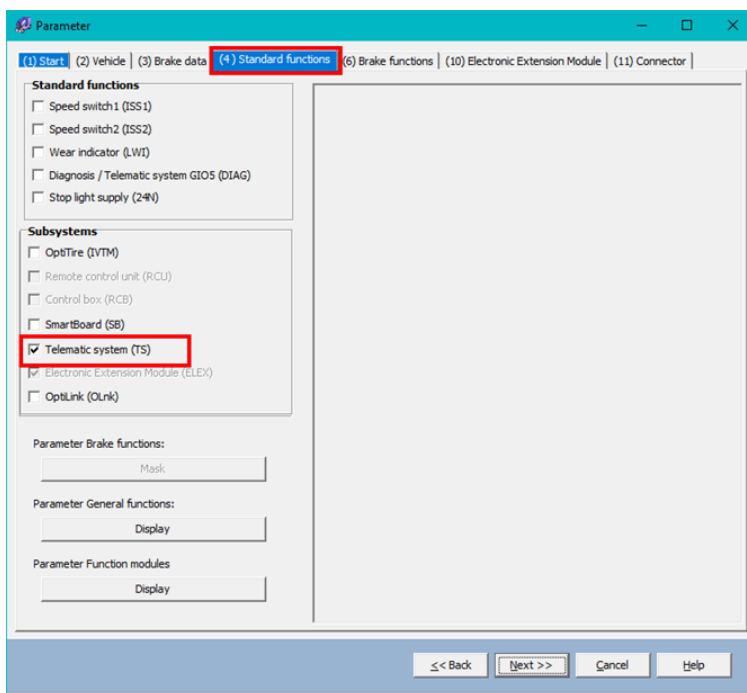 Parameter
(1) Start (2) Vehicle (3) Brake data (4) Standard functions (6) Brake functions (10) Electronic Extension Module (11) Connector
Standard functions
Speed switch1 (ISS1)
Speed switch2 (ISS2)
Wear indicator (LWI)
Diagnosis / Telematic system GIO5 (DIAG)
Stop light supply (24N)
Subsystems
OptiTire (IVTM)
Remote control unit (RCU)
Control box (RCB)
SmartBoard (SB)
Telematic system (TS)
Electronic Extension Module (ELEX)
OptiLink (OLnk)
Parameter Brake functions:
Mask
Parameter General functions:
Display
Parameter Function modules
Display
<< Back Next >> Cancel Help